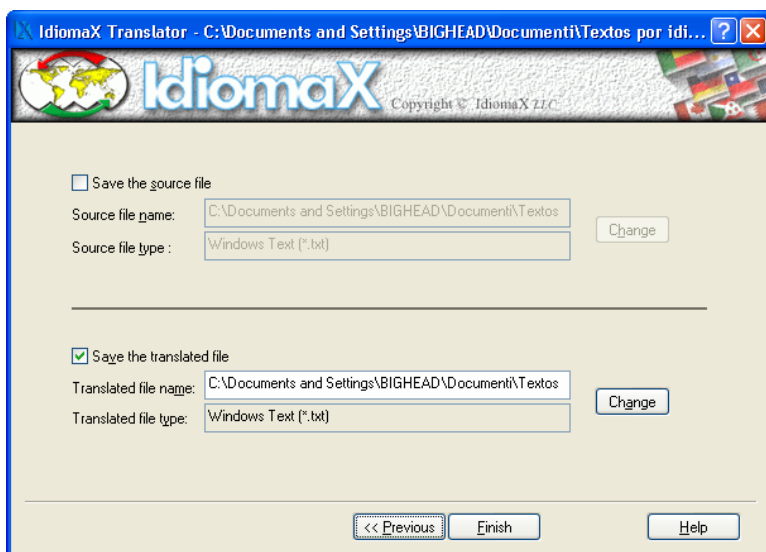 IdiomaX Translator - C:\Documents and Settings\BIGHEAD\Documenti\Textos por idi...
IdiomaX Copyright © IdiomaX LLC
Save the source file
Source file name: C:\Documents and Settings\BIGHEAD\Documenti\Textos
Change
Source file type : Windows Text (*.txt)
Save the translated file
Translated file name: C:\Documents and Settings\BIGHEAD\Documenti\Textos
Change
Translated file type: Windows Text (*.txt)
<< Previous Finish Help